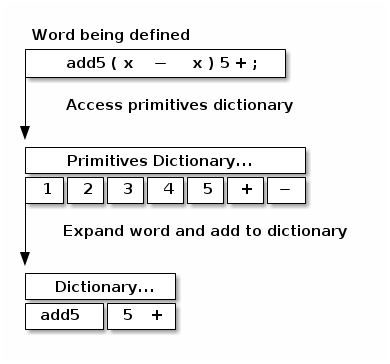 Word being defined
add5 ( x − x ) 5 + ;
Access primitives dictionary
Primitives Dictionary...
1 2 3 4 5 + −
Expand word and add to dictionary
Dictionary...
add5 5 +